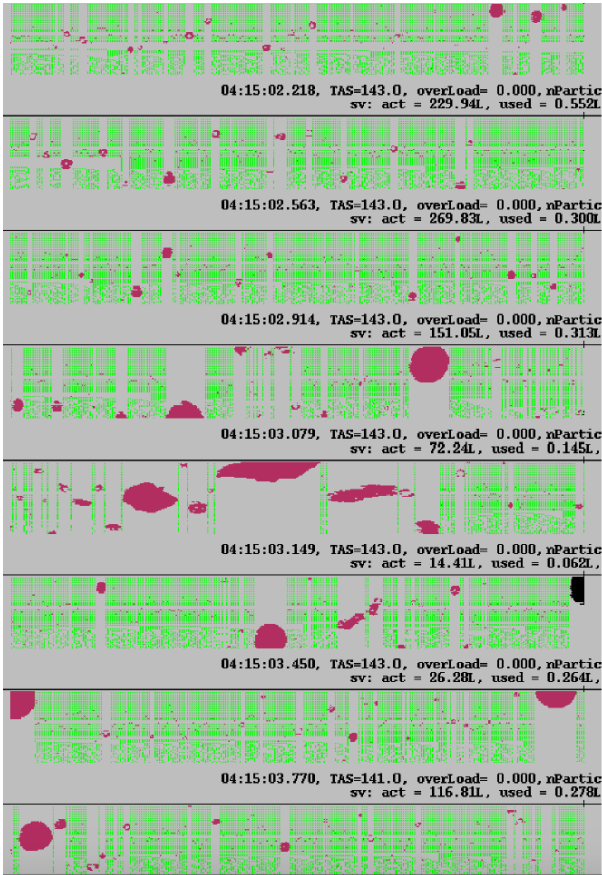 04:15:02.218, TAS=143.0, overLoad= 0.000, nPartic
sv: act = 229.94L, used = 0.552L
04:15:02.563, TAS=143.0, overLoad= 0.000, nPartic
sv: act = 269.83L, used = 0.300L
04:15:02.914, TAS=143.0, overLoad= 0.000, nPartic
sv: act = 151.05L, used = 0.313L
04:15:03.079, TAS=143.0, overLoad= 0.000, nPartic
sv: act = 72.24L, used = 0.145L,
04:15:03.149, TAS=143.0, overLoad= 0.000, nPartic
sv: act = 14.41L, used = 0.062L,
04:15:03.450, TAS=143.0, overLoad= 0.000, nPartic
sv: act = 26.28L, used = 0.264L,
04:15:03.770, TAS=141.0, overLoad= 0.000, nPartic
sv: act = 116.81L, used = 0.278L